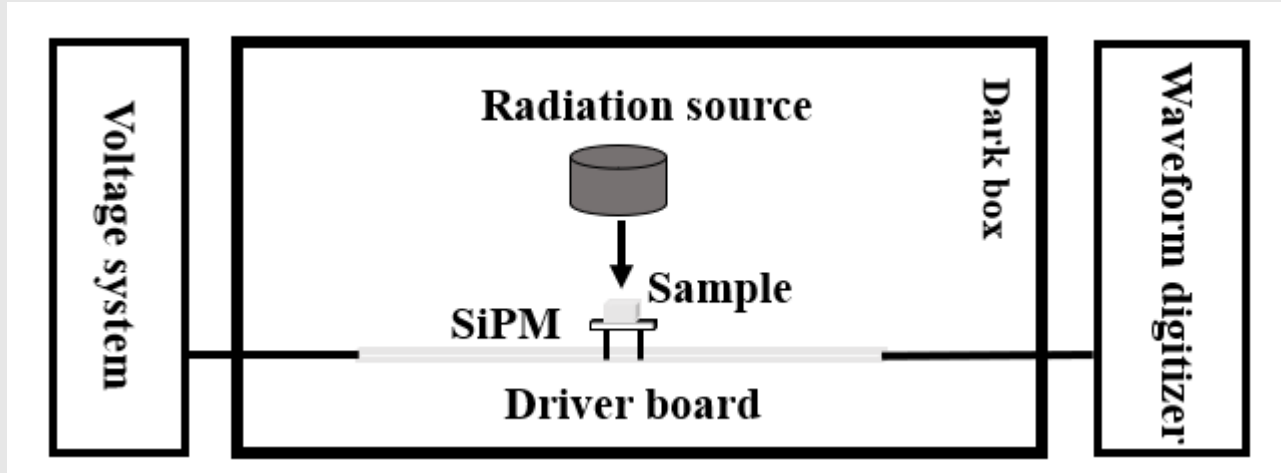 Voltage system
Radiation source
Dark box
Sample
SiPM
Driver board
Waveform digitizer